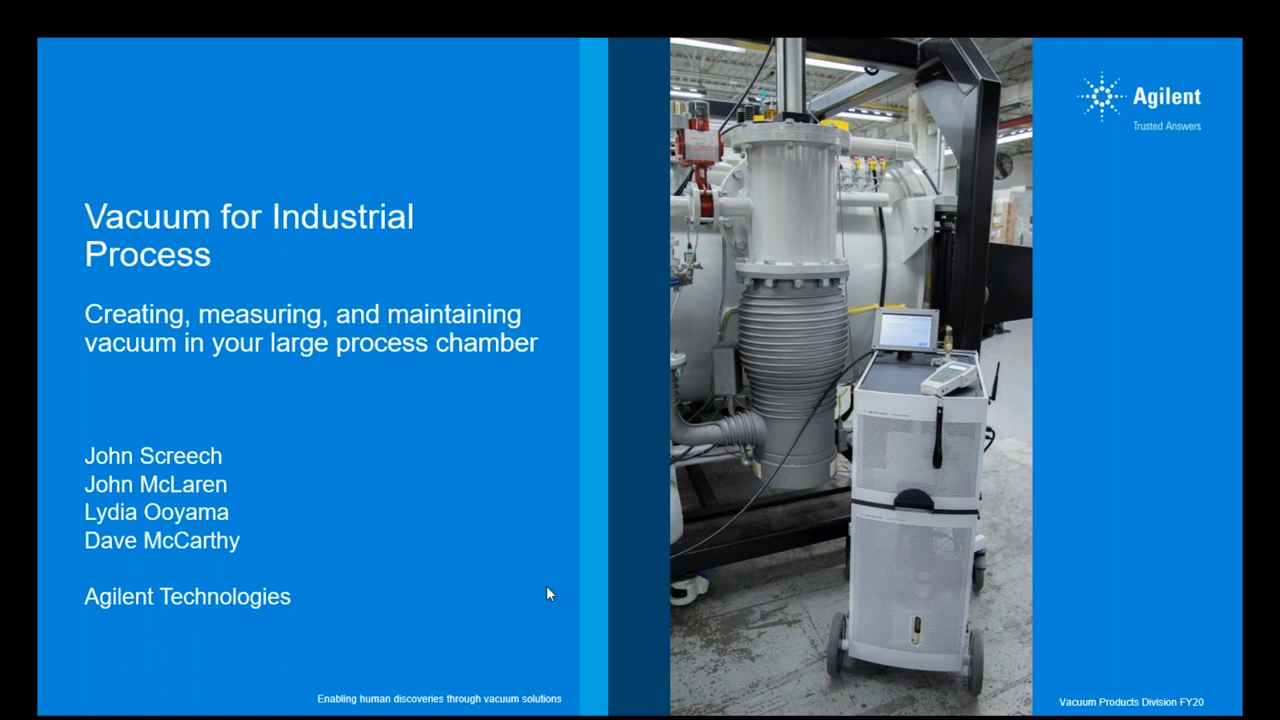 Vacuum for Industrial
Process
Creating, measuring, and maintaining
vacuum in your large process chamber
John Screech
John McLaren
Lydia Ooyama
Dave McCarthy
Agilent Technologies
Enabling human discoveries through vacuum solutions
Agilent
Trusted Answers
Vacuum Products Division FY20